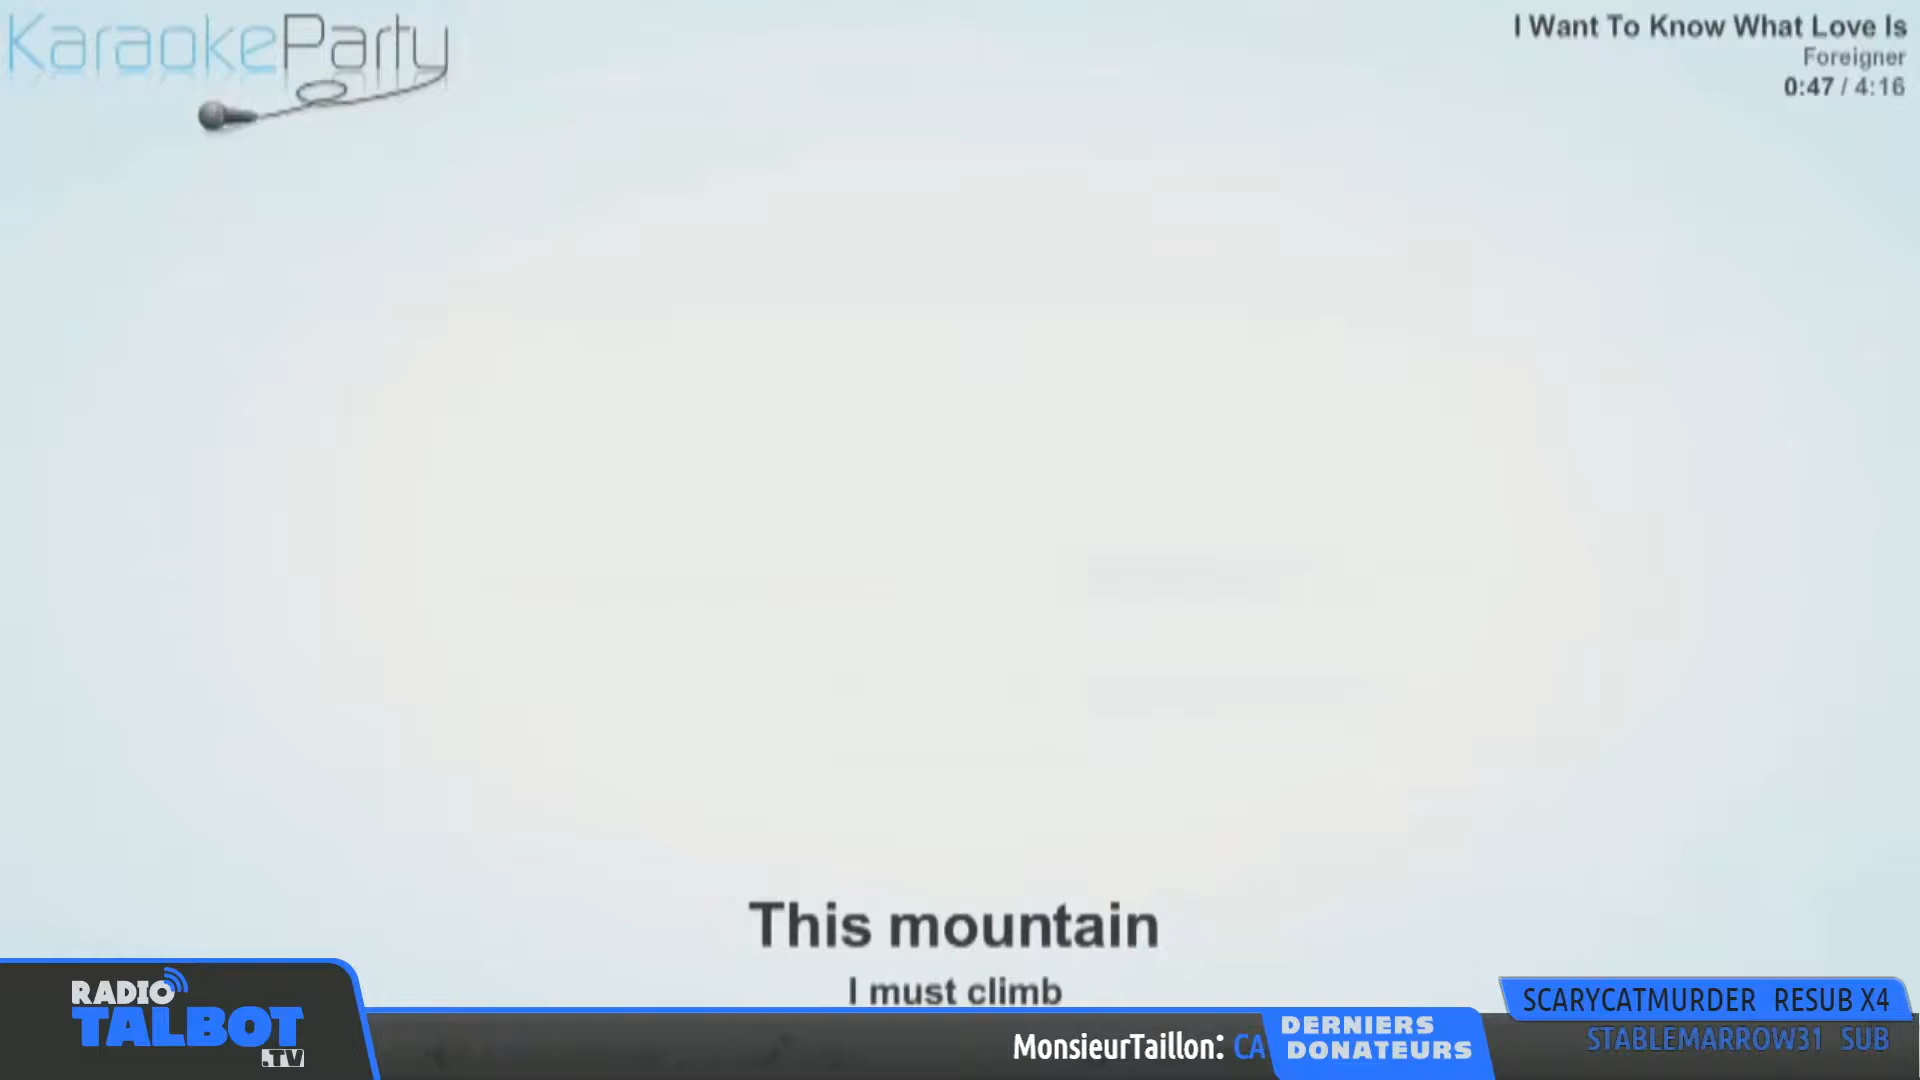 KaraokeParty
I Want To Know What Love Is
Foreigner
0:47 / 4:16
This mountain
I must climb
RADIO
TALBOT
.TV
MonsieurTaillon: CA
DERNIERS
DONATEURS
SCARYCATMURDER RESUB X4
STABLEMARROW31 SUB